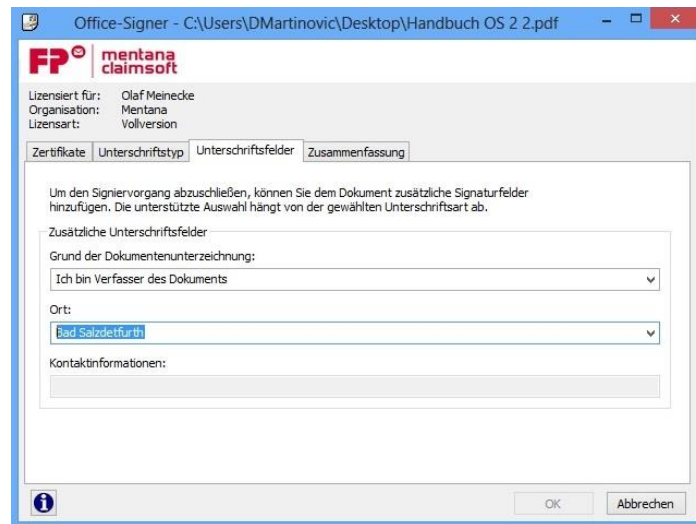 Office-Signer - C:\Users\DMartinovic\Desktop\Handbuch OS 2 2.pdf
FP mentana
claimsoft
Lizensiert für: Olaf Meinecke
Organisation: Mentana
Lizensart: Vollversion
Zertifikate Unterschriftstyp Unterschriftsfelder Zusammenfassung
Um den Signiervorgang abzuschließen, können Sie dem Dokument zusätzliche Signaturfelder
hinzufügen. Die unterstützte Auswahl hängt von der gewählten Unterschriftsart ab.
Zusätzliche Unterschriftsfelder
Grund der Dokumentenunterzeichnung:
Ich bin Verfasser des Dokuments
Ort:
Bad Salzdetfurth
Kontaktinformationen:
OK Abbrechen